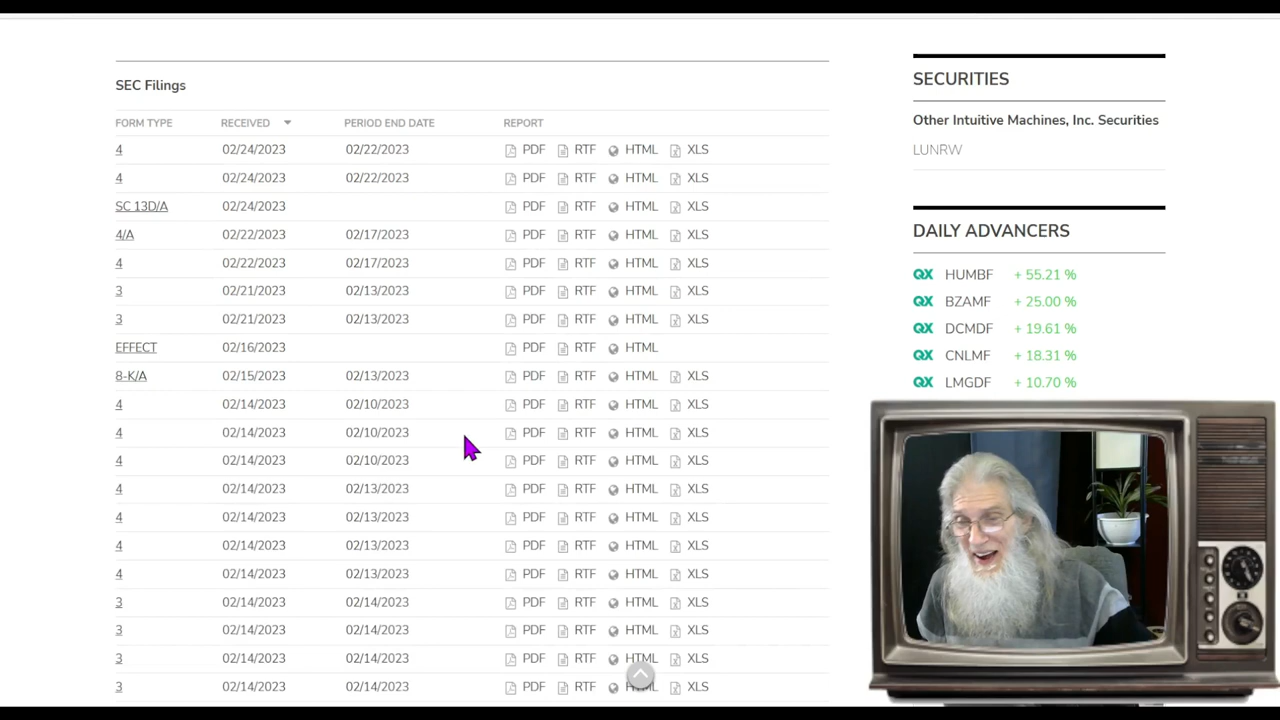 SEC Filings
FORM TYPE RECEIVED PERIOD END DATE REPORT
4 02/24/2023 02/22/2023 PDF RTF HTML XLS
4 02/24/2023 02/22/2023 PDF RTF HTML XLS
SC 13D/A 02/24/2023 PDF RTF HTML XLS
4/A 02/22/2023 02/17/2023 PDF RTF HTML XLS
4 02/22/2023 02/17/2023 PDF RTF HTML XLS
3 02/21/2023 02/13/2023 PDF RTF HTML XLS
3 02/21/2023 02/13/2023 PDF RTF HTML XLS
EFFECT 02/16/2023 PDF RTF HTML
8-K/A 02/15/2023 02/13/2023 PDF RTF HTML XLS
4 02/14/2023 02/10/2023 PDF RTF HTML XLS
4 02/14/2023 02/10/2023 PDF RTF HTML XLS
4 02/14/2023 02/10/2023 PDF RTF HTML XLS
4 02/14/2023 02/13/2023 PDF RTF HTML XLS
4 02/14/2023 02/13/2023 PDF RTF HTML XLS
4 02/14/2023 02/13/2023 PDF RTF HTML XLS
4 02/14/2023 02/13/2023 PDF RTF HTML XLS
3 02/14/2023 02/14/2023 PDF RTF HTML XLS
3 02/14/2023 02/14/2023 PDF RTF HTML XLS
3 02/14/2023 02/14/2023 PDF RTF HTML XLS
3 02/14/2023 02/14/2023 PDF RTF HTML XLS
SECURITIES
Other Intuitive Machines, Inc. Securities
LUNRW
DAILY ADVANCERS
QX HUMBF + 55.21 %
QX BZAMF + 25.00 %
QX DCMDF + 19.61 %
QX CNLMF + 18.31 %
QX LMGDF + 10.70 %